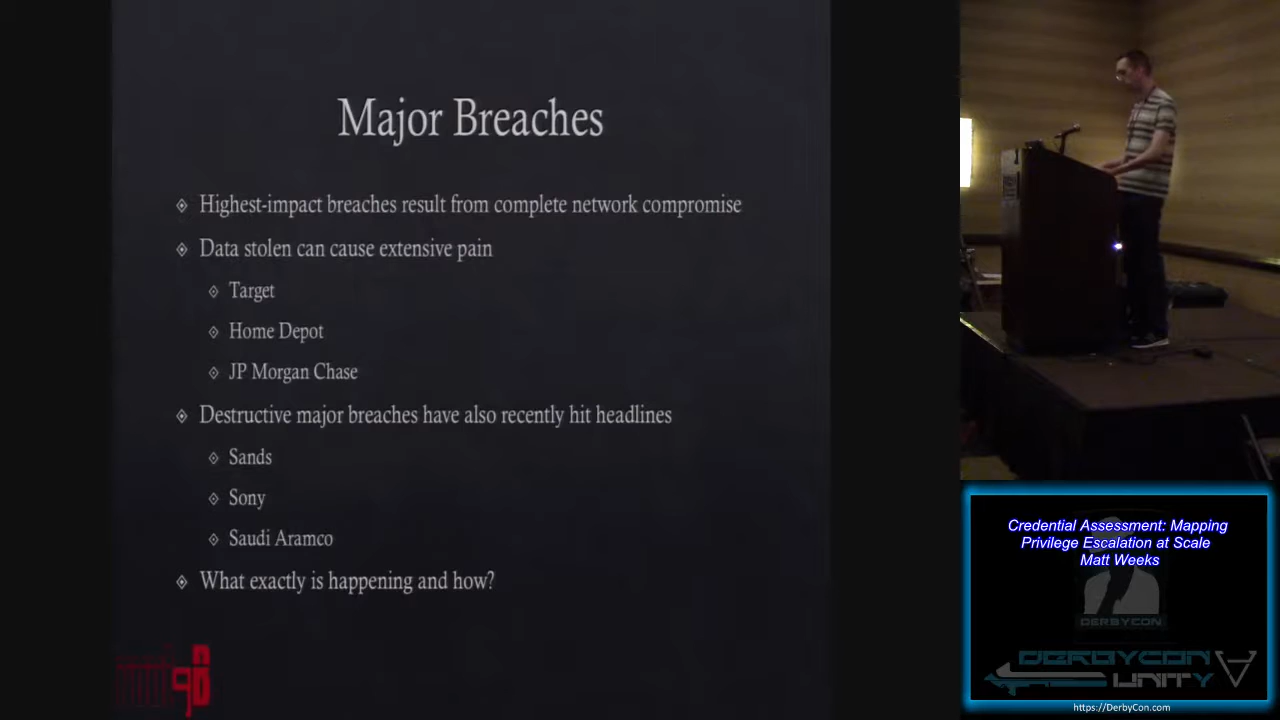 Major Breaches
Highest-impact breaches result from complete network compromise
Data stolen can cause extensive pain
Target
Home Depot
JP Morgan Chase
Destructive major breaches have also recently hit headlines
Sands
Sony
Saudi Aramco
What exactly is happening and how?
Credential Assessment: Mapping
Privilege Escalation at Scale
Matt Weeks
DERBYCON
DERBYCON
UNITY
https://DerbyCon.com